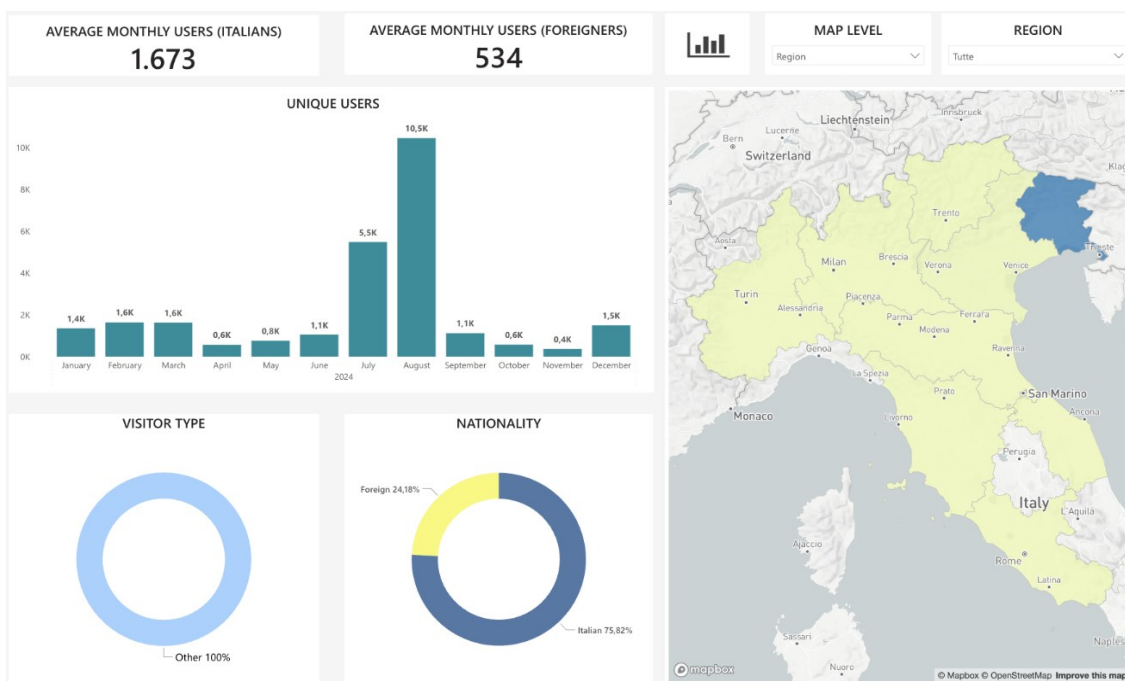 AVERAGE MONTHLY USERS (ITALIANS)
1.673
AVERAGE MONTHLY USERS (FOREIGNERS)
534
MAP LEVEL
Region
REGION
Tutte
UNIQUE USERS
10K
8K
6K
4K
2K
0K
1,4K
1,6K
1,6K
0,6K
0,8K
1,1K
5,5K
10,5K
1,1K
0,6K
0,4K
1,5K
January February March April May June July August September October November December
2024
VISITOR TYPE
Other 100%
NATIONALITY
Foreign 24,18%
Italian 75,82%
Liechtenstein
Innsbruck
Bern
Lucerne
Switzerland
Klag
Trento
Aosta
Trieste
Milan
Brescia
Verona
Venice
Turin
Alessandria
Piacenza
Parma
Ferrara
Modena
Genoa
Ravenna
La Spezia
Prato
San Marino
Monaco
Livorno
Ancona
Perugia
Italy
L'Aquila
Ajaccio
Rome
Latina
Sassari
Naples
Nuoro
mapbox
© Mapbox © OpenStreetMap Improve this map